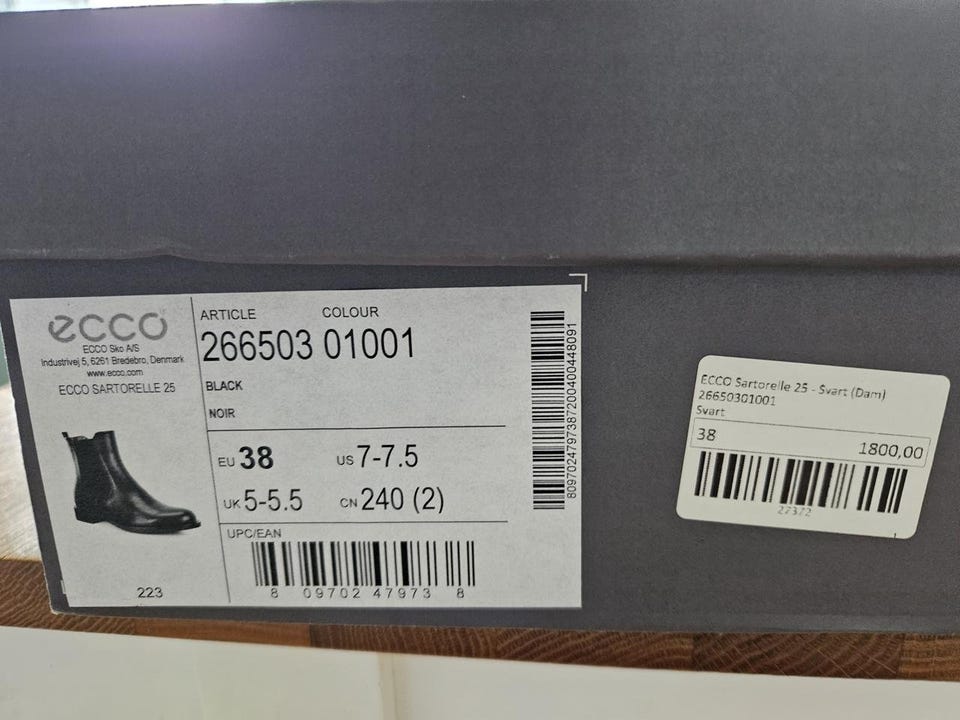 ecco
ECCO Sko A/S
Industrivej 5, 6261 Bredebro, Denmark
www.ecco.com
ECCO SARTORELLE 25
223
ARTICLE COLOUR
266503 01001
BLACK
NOIR
EU 38 US 7-7.5
UK 5-5.5 CN 240 (2)
UPC/EAN
8 09702 47973 8
809702479738720040044809​1
ECCO Sartorelle 25 - Svart (Dam)
26650301001
Svart
38 1800,00
27372